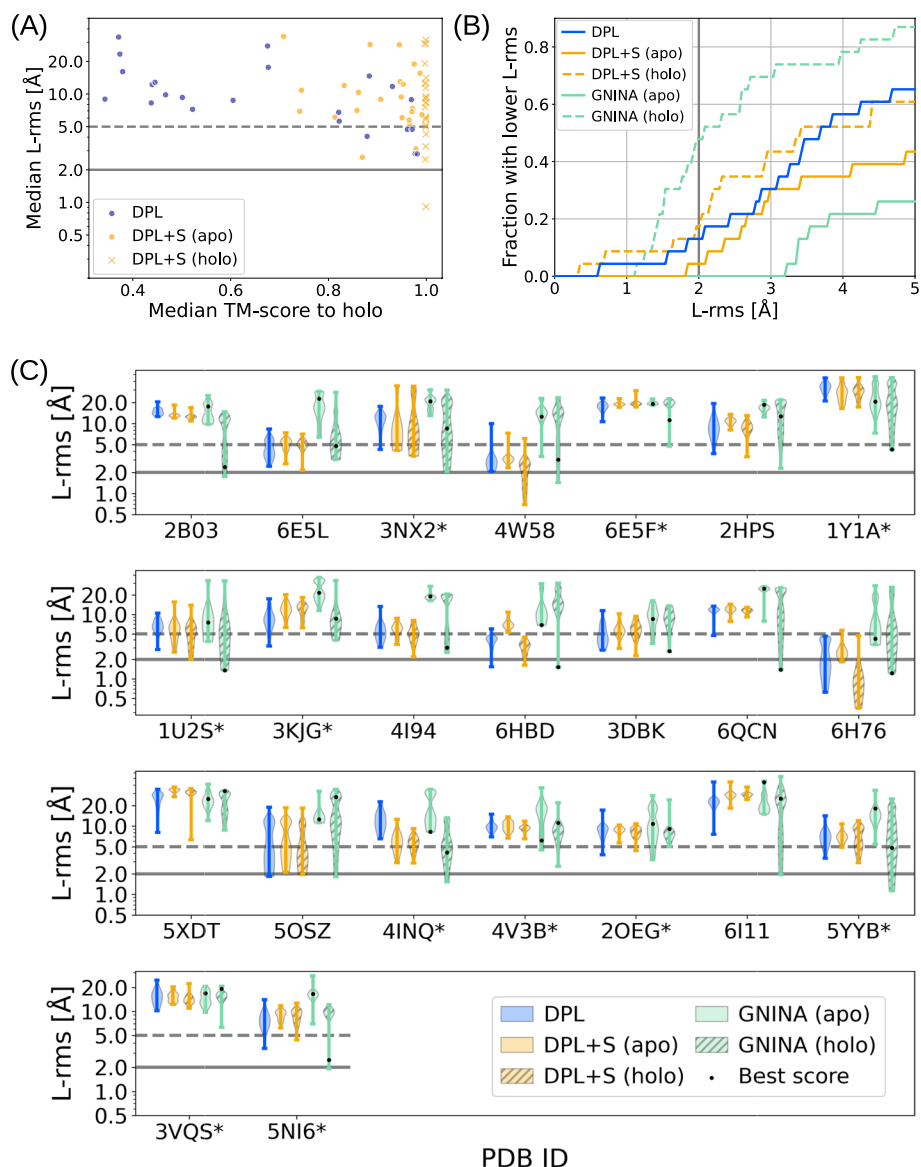 (A)
Median L-rms [Å]
10.0
5.0
2.0
1.0
0.5
DPL
DPL+S (apo)
DPL+S (holo)
0.4 0.6 0.8 1.0
Median TM-score to holo
(B)
Fraction with lower L-rms
0.8
0.6
0.4
0.2
0.0
DPL
DPL+S (apo)
DPL+S (holo)
GNINA (apo)
GNINA (holo)
0 1 2 3 4 5
L-rms [Å]
(C)
L-rms [Å]
20.0
10.0
5.0
2.0
1.0
0.5
2B03 6E5L 3NX2* 4W58 6E5F* 2HPS 1Y1A*
L-rms [Å]
20.0
10.0
5.0
2.0
1.0
0.5
1U2S* 3KJG* 4I94 6HBD 3DBK 6QCN 6H76
L-rms [Å]
20.0
10.0
5.0
2.0
1.0
0.5
5XDT 5OSZ 4INQ* 4V3B* 2OEG* 6I11 5YYB*
L-rms [Å]
20.0
10.0
5.0
2.0
1.0
0.5
3VQS* 5NI6*
DPL
DPL+S (apo)
DPL+S (holo)
GNINA (apo)
GNINA (holo)
Best score
PDB ID